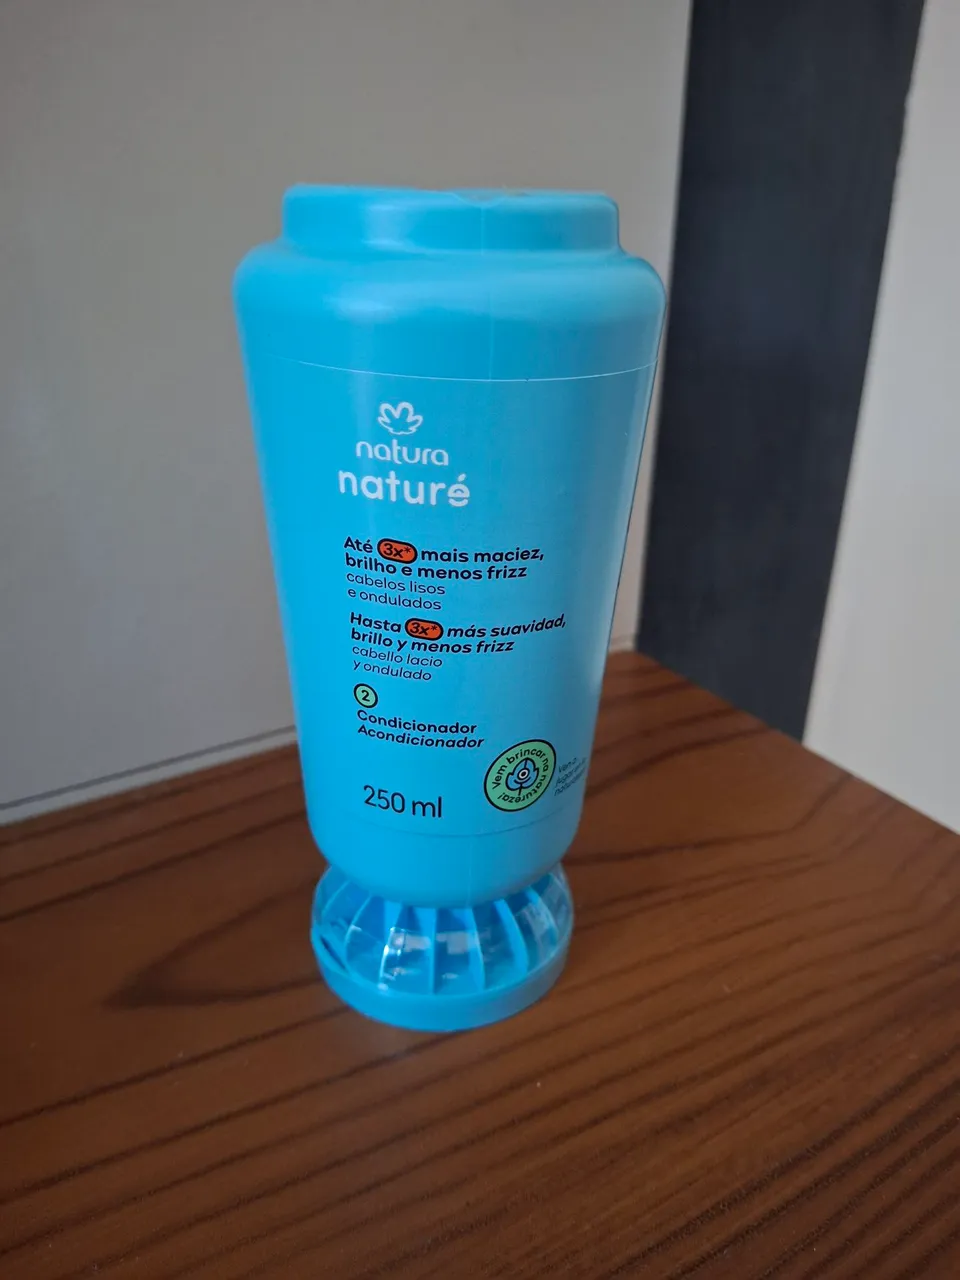 natura
naturé
Até 3x* mais maciez,
brilho e menos frizz
cabelos lisos
e ondulados
Hasta 3x* más suavidad,
brillo y menos frizz
cabello lacio
y ondulado
2
Condicionador
Acondicionador
250 ml
Vem brincar na natureza!
Ven a